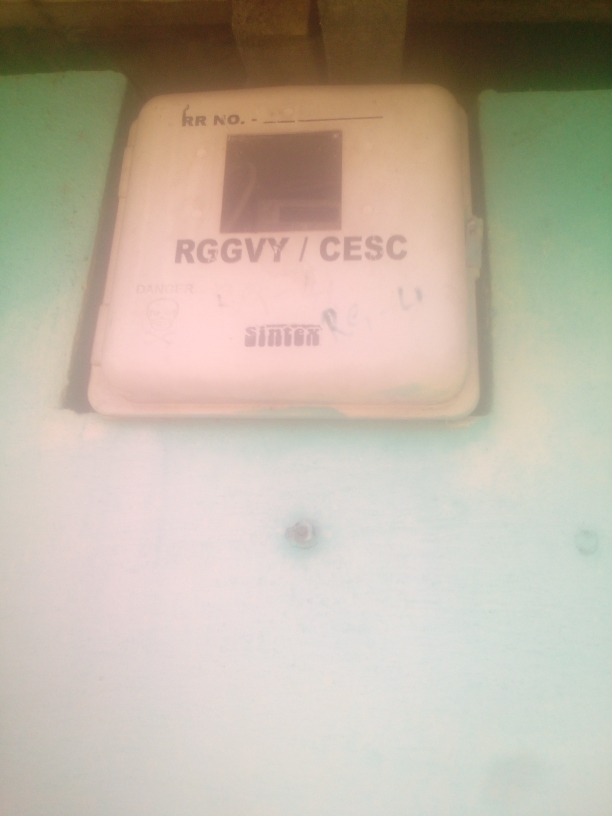 RR NO. -
RGGVY / CESC
DANGER
sintex